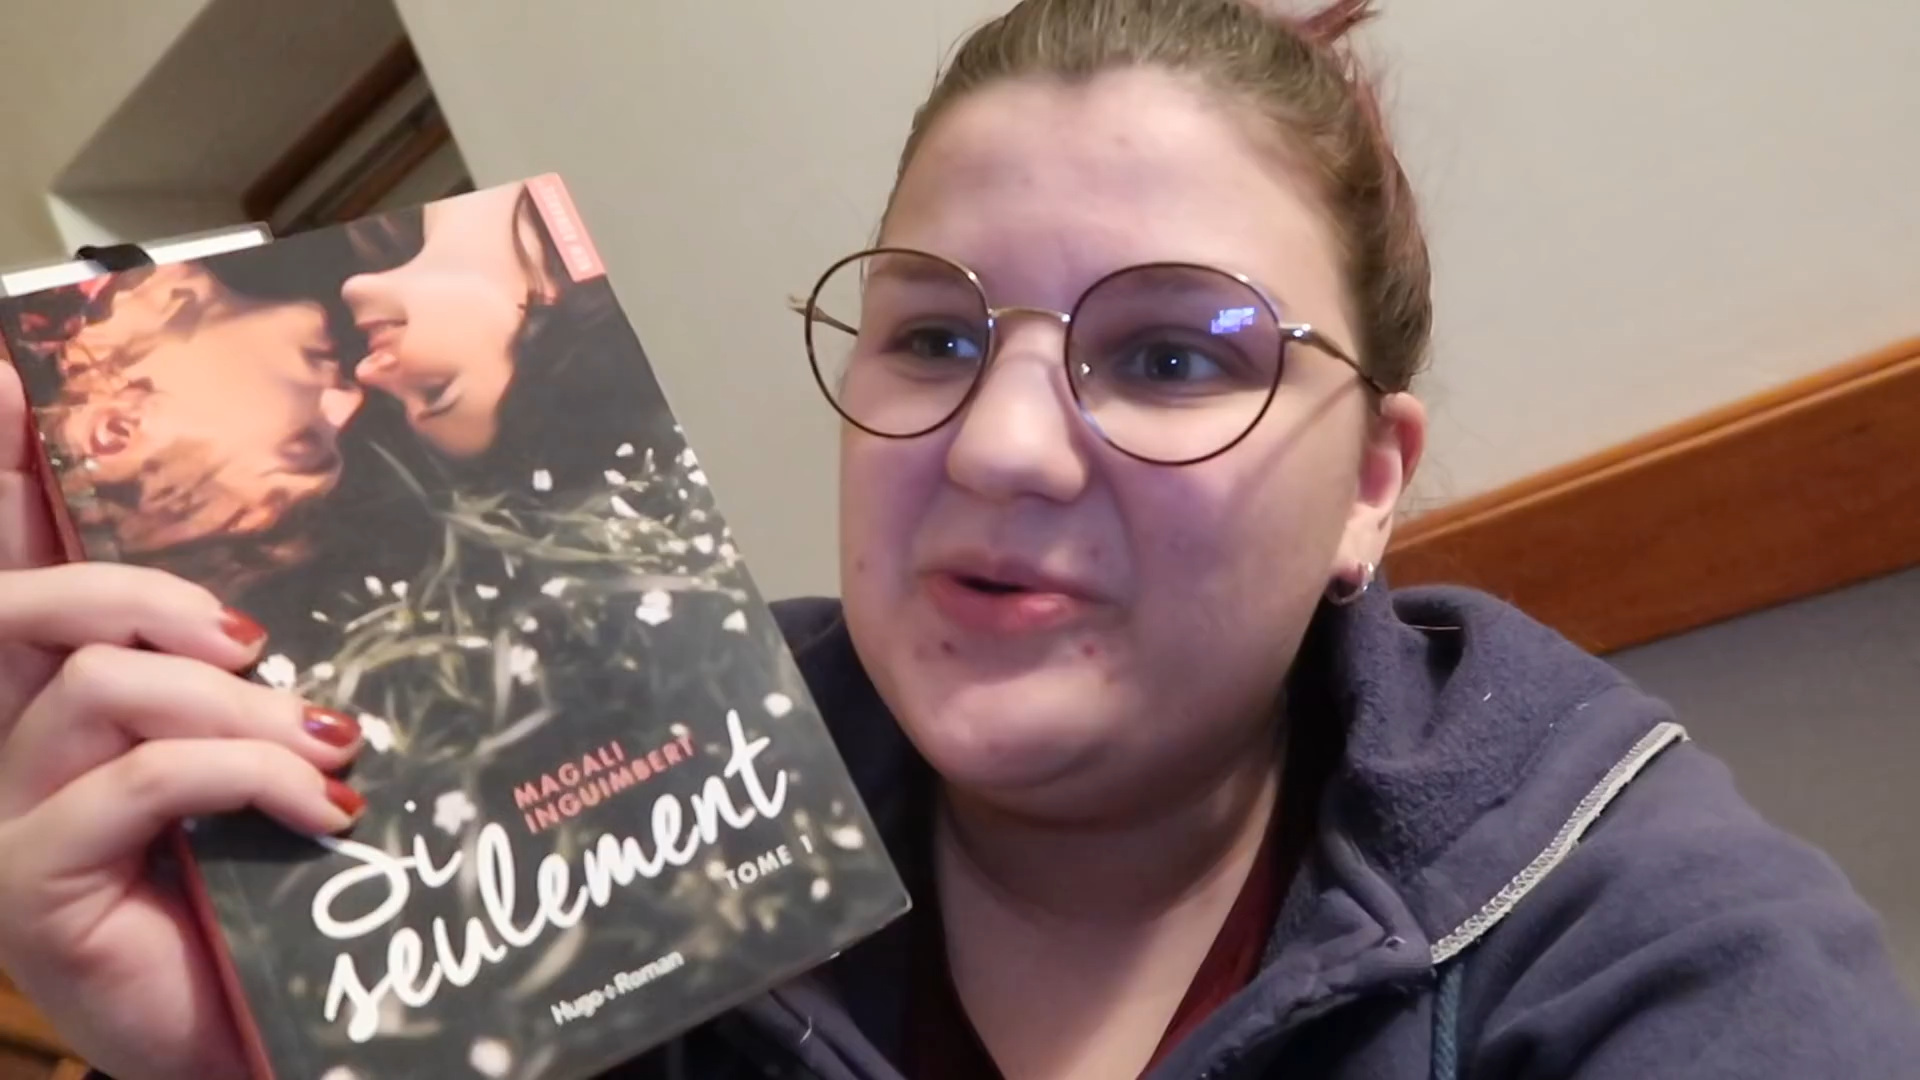 MAGALI
INGUIMBERT
Si
seulement
TOME 1
Hugo + Roman